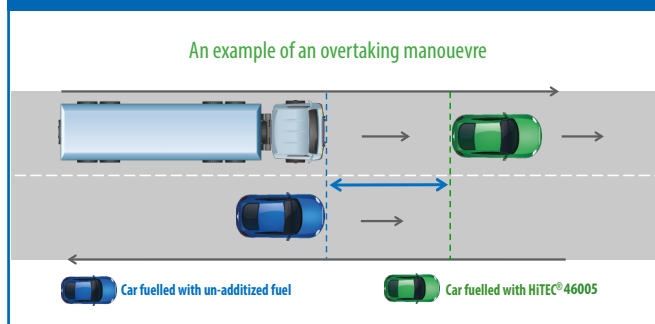 An example of an overtaking manouevre
Car fuelled with un-additized fuel
Car fuelled with HiTEC® 46005